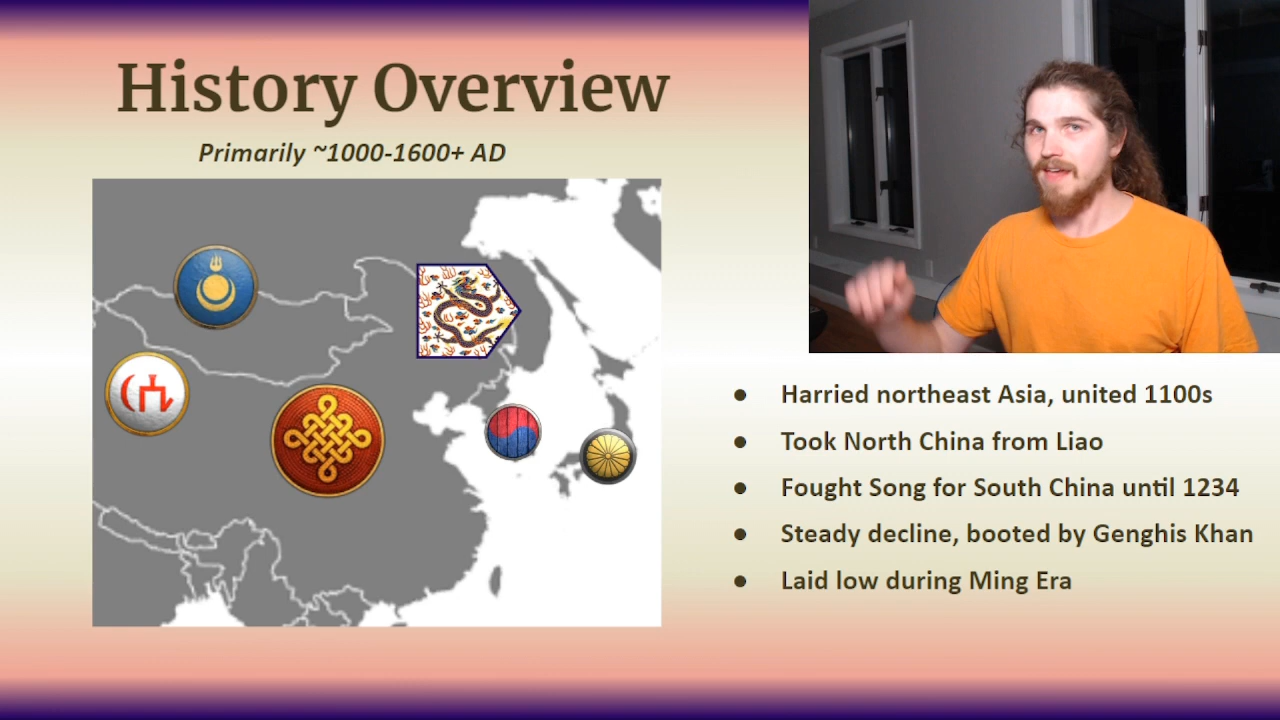 History Overview
Primarily ~1000-1600+ AD
● Harried northeast Asia, united 1100s
● Took North China from Liao
● Fought Song for South China until 1234
● Steady decline, booted by Genghis Khan
● Laid low during Ming Era